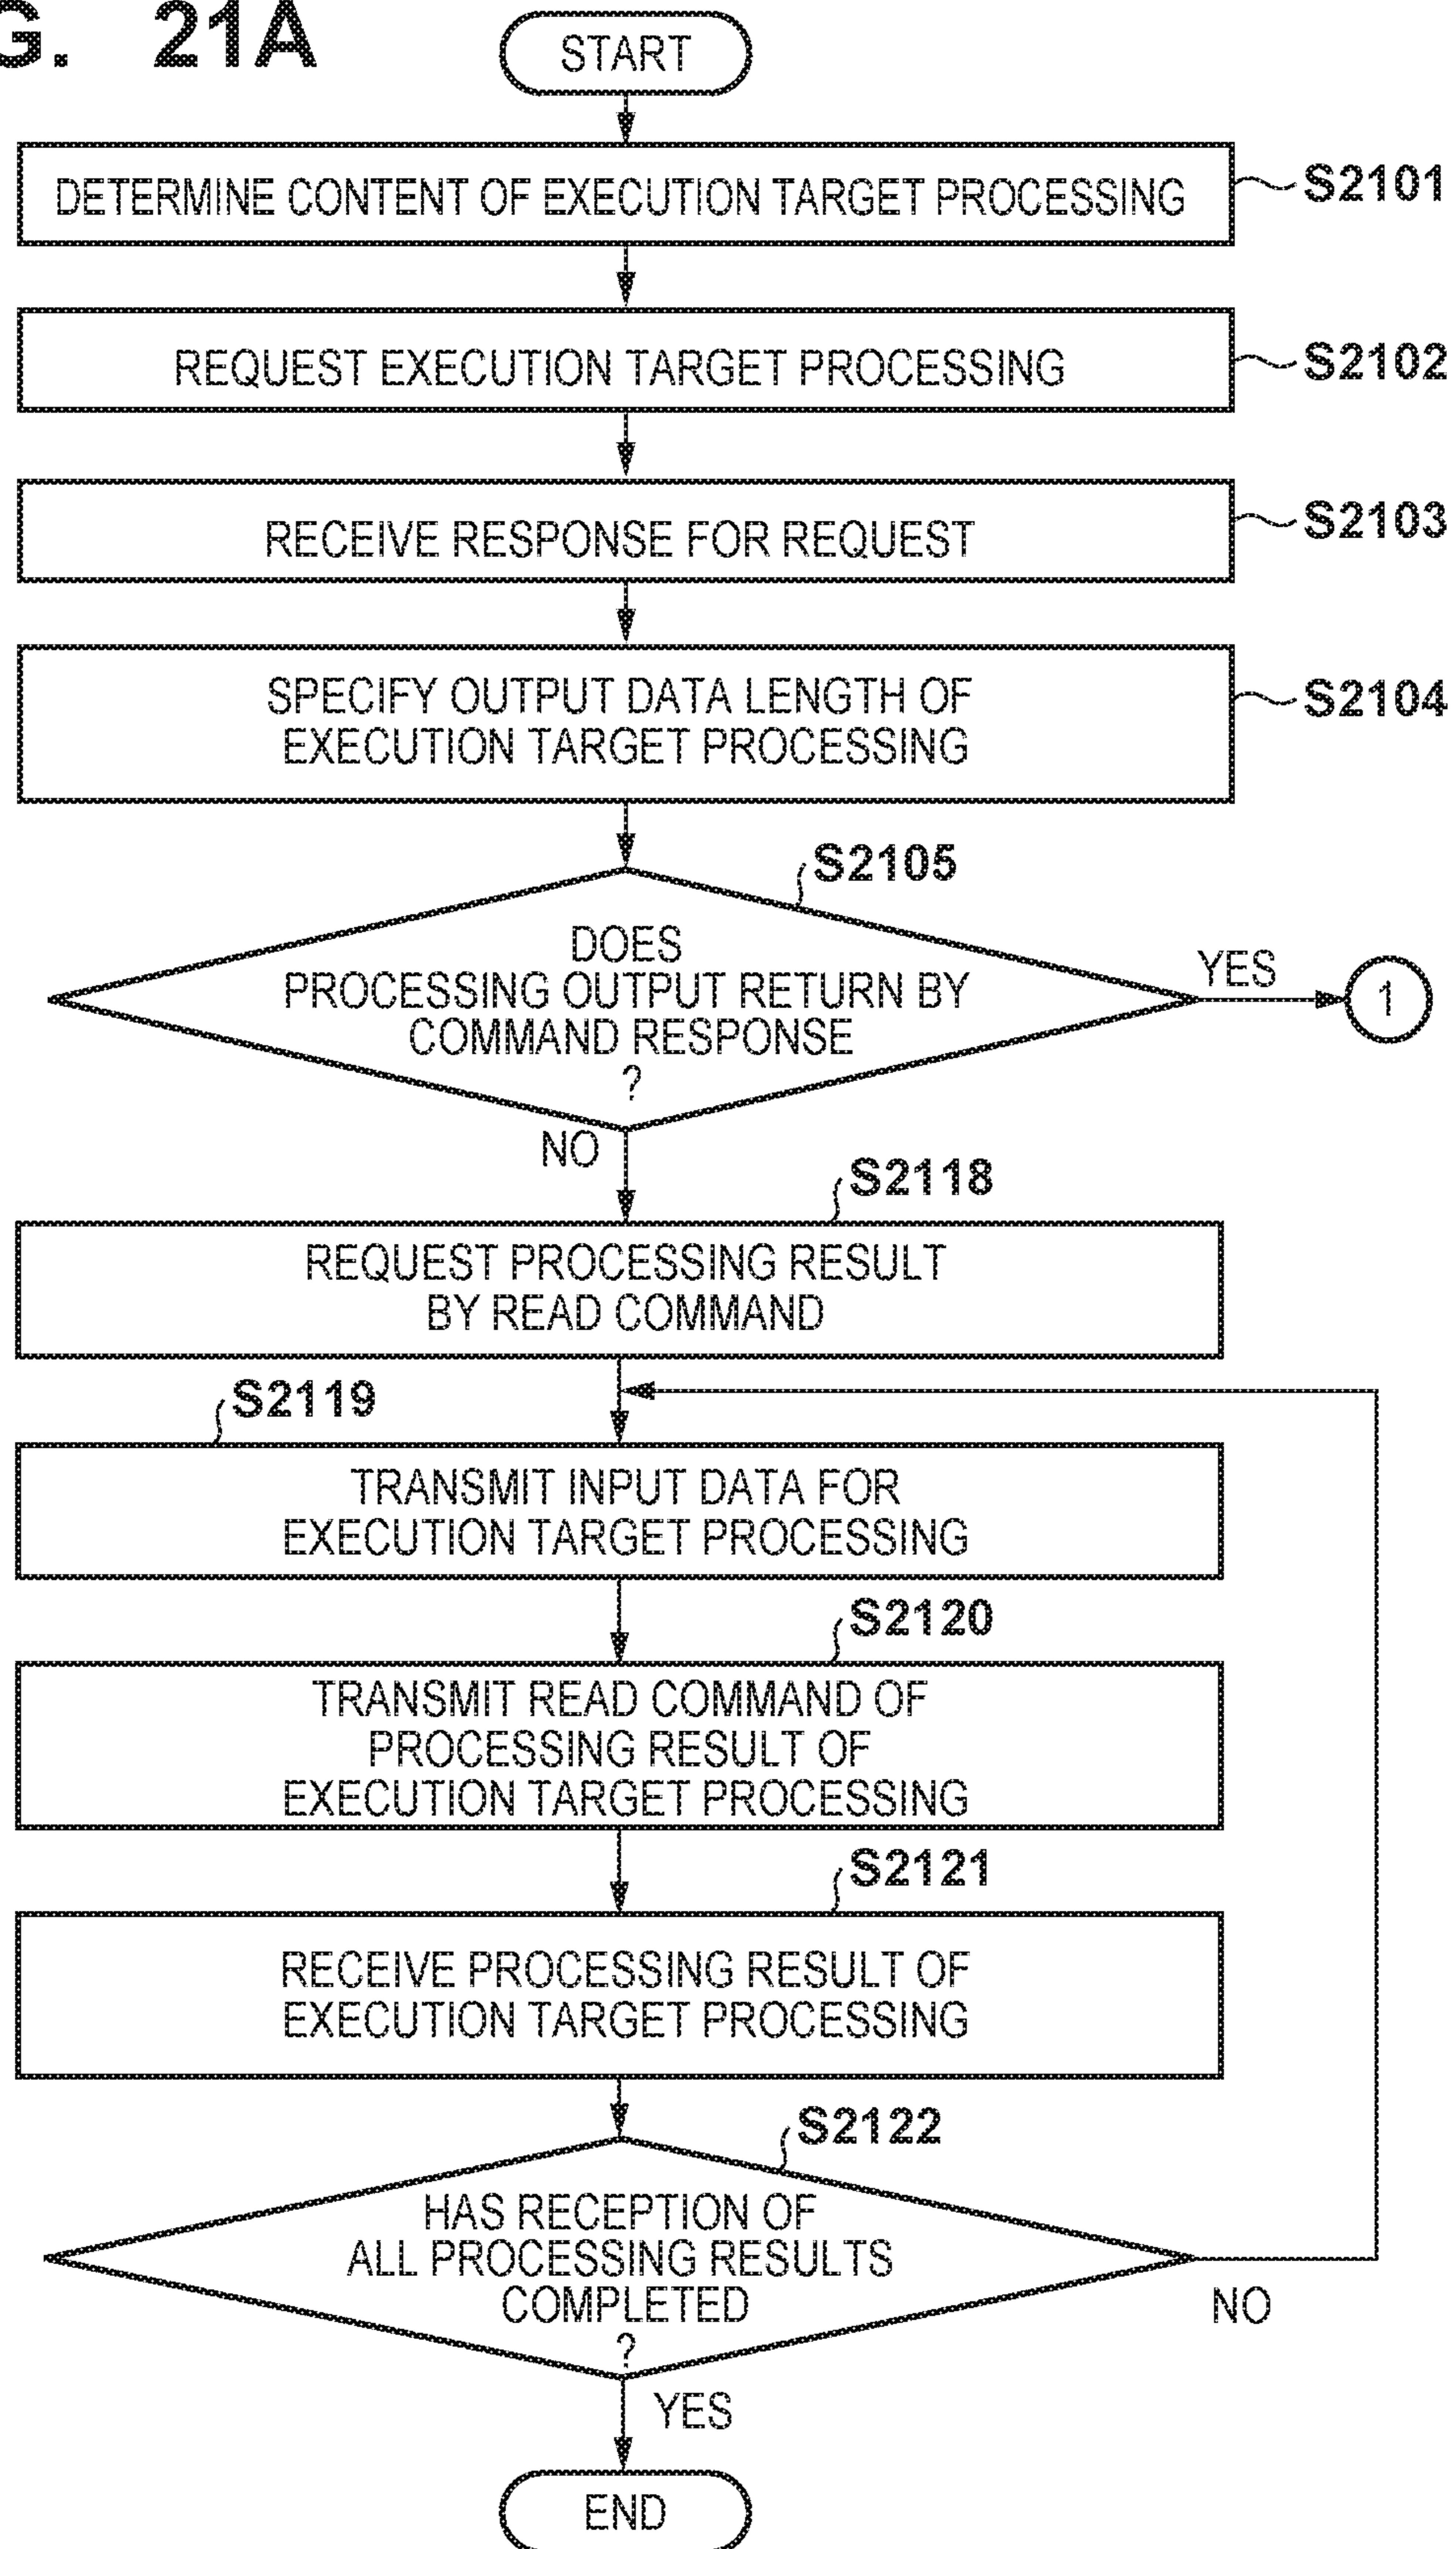 G. 21A
START
DETERMINE CONTENT OF EXECUTION TARGET PROCESSING
S2101
REQUEST EXECUTION TARGET PROCESSING
S2102
RECEIVE RESPONSE FOR REQUEST
S2103
SPECIFY OUTPUT DATA LENGTH OF
EXECUTION TARGET PROCESSING
S2104
S2105
DOES
PROCESSING OUTPUT RETURN BY
COMMAND RESPONSE
?
YES
1
NO
S2118
REQUEST PROCESSING RESULT
BY READ COMMAND
S2119
TRANSMIT INPUT DATA FOR
EXECUTION TARGET PROCESSING
S2120
TRANSMIT READ COMMAND OF
PROCESSING RESULT OF
EXECUTION TARGET PROCESSING
S2121
RECEIVE PROCESSING RESULT OF
EXECUTION TARGET PROCESSING
S2122
HAS RECEPTION OF
ALL PROCESSING RESULTS
COMPLETED
?
NO
YES
END